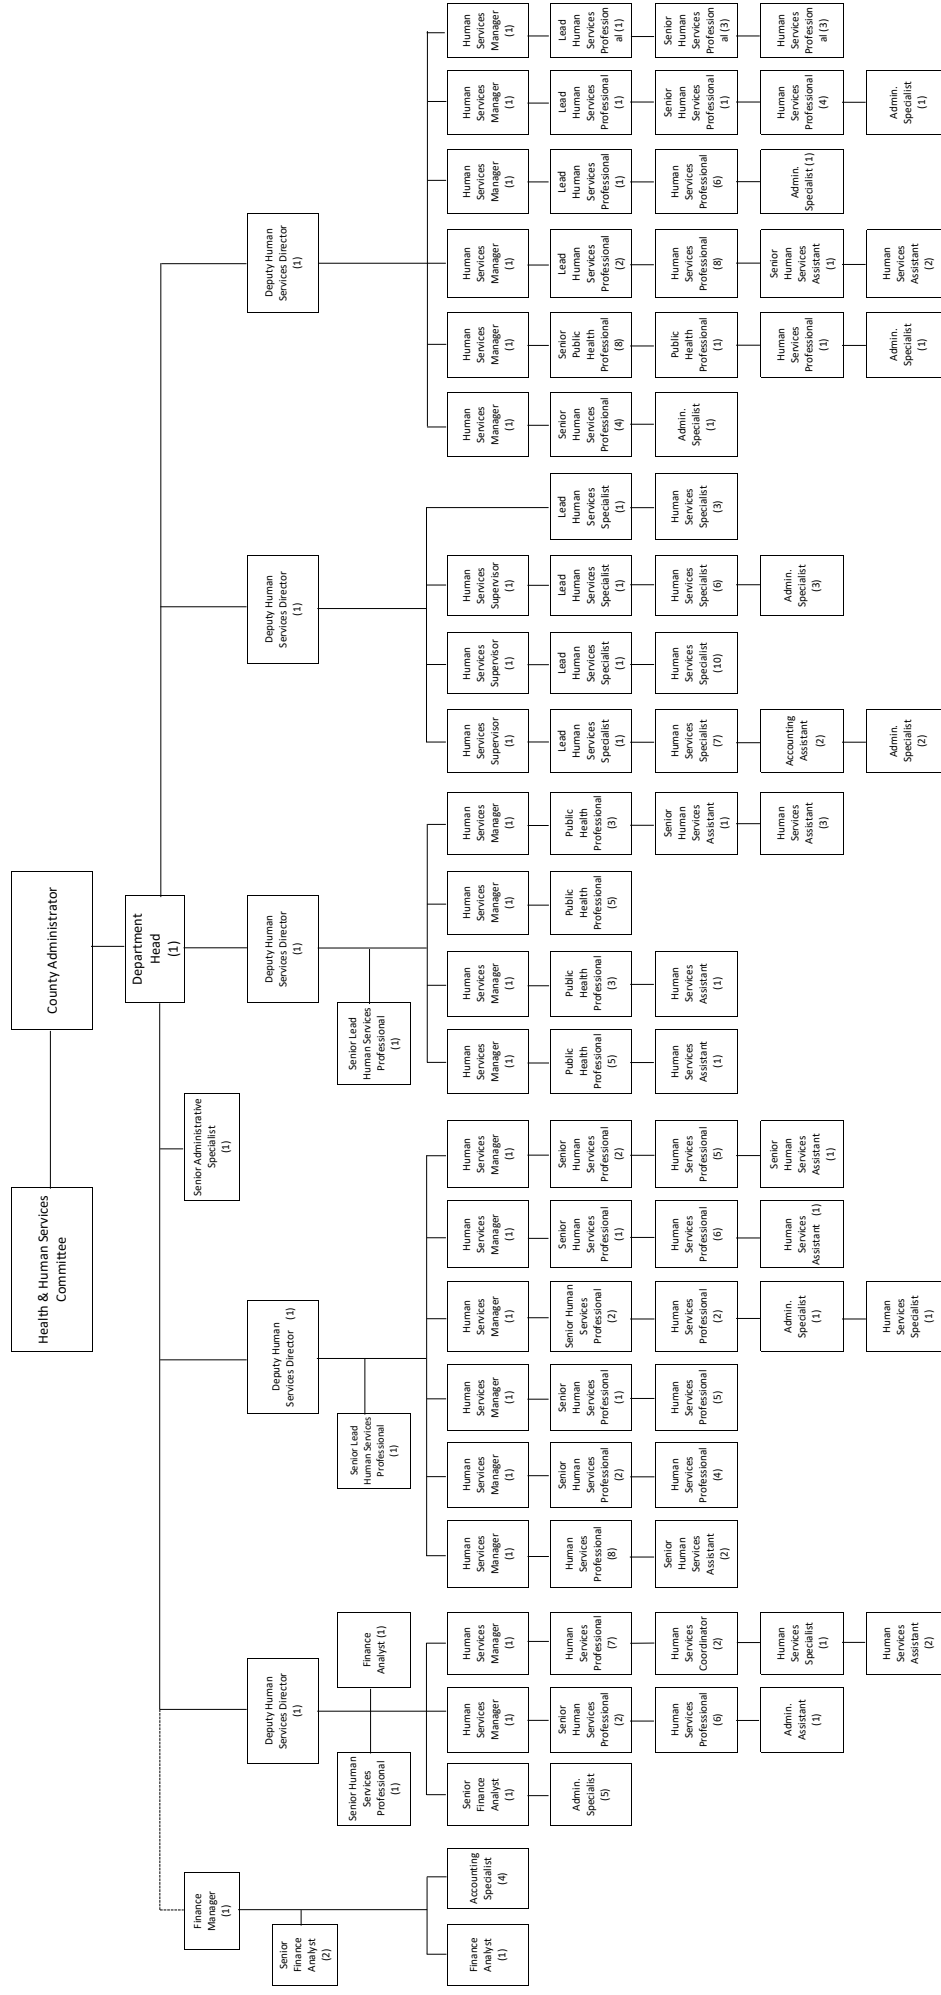 Health & Human Services
Committee
County Administrator
Department
Head
(1)
Finance
Manager
(1)
Senior Administrative
Specialist
(1)
Deputy Human
Services Director
(1)
Deputy Human
Services Director (1)
Deputy Human
Services Director
(1)
Deputy Human
Services Director
(1)
Deputy Human
Services Director
(1)
Senior
Finance
Analyst
(2)
Senior Human
Services
Professional
(1)
Finance
Analyst (1)
Senior Lead
Human Services
Professional
(1)
Senior Lead
Human Services
Professional
(1)
Finance
Analyst
(1)
Accounting
Specialist
(4)
Senior
Finance
Analyst
(1)
Human
Services
Manager
(1)
Human
Services
Manager
(1)
Human
Services
Manager
(1)
Human
Services
Manager
(1)
Human
Services
Manager
(1)
Human
Services
Manager
(1)
Human
Services
Manager
(1)
Human
Services
Manager
(1)
Human
Services
Manager
(1)
Human
Services
Manager
(1)
Human
Services
Manager
(1)
Human
Services
Manager
(1)
Human
Services
Supervisor
(1)
Human
Services
Supervisor
(1)
Human
Services
Supervisor
(1)
Human
Services
Manager
(1)
Human
Services
Manager
(1)
Human
Services
Manager
(1)
Human
Services
Manager
(1)
Human
Services
Manager
(1)
Human
Services
Manager
(1)
Admin.
Specialist
(5)
Senior
Human
Services
Professional
(2)
Human
Services
Professional
(7)
Human
Services
Professional
(8)
Senior
Human
Services
Professional
(2)
Senior
Human
Services
Professional
(1)
Senior Human
Services
Professional
(2)
Senior
Human
Services
Professional
(1)
Senior
Human
Services
Professional
(2)
Public
Health
Professional
(5)
Public
Health
Professional
(3)
Public
Health
Professional
(5)
Public
Health
Professional
(3)
Lead
Human
Services
Specialist
(1)
Lead
Human
Services
Specialist
(1)
Lead
Human
Services
Specialist
(1)
Lead
Human
Services
Specialist
(1)
Senior
Human
Services
Professional
(4)
Senior
Public
Health
Professional
(8)
Lead
Human
Services
Professional
(2)
Lead
Human
Services
Professional
(1)
Lead
Human
Services
Professional
(1)
Lead
Human
Services
Profession
al (1)
Human
Services
Professional
(6)
Human
Services
Coordinator
(2)
Senior
Human
Services
Assistant
(2)
Human
Services
Professional
(4)
Human
Services
Professional
(5)
Human
Services
Professional
(2)
Human
Services
Professional
(6)
Human
Services
Professional
(5)
Human
Services
Assistant
(1)
Human
Services
Assistant
(1)
Senior
Human
Services
Assistant
(1)
Human
Services
Specialist
(7)
Human
Services
Specialist
(10)
Human
Services
Specialist
(6)
Human
Services
Specialist
(3)
Admin.
Specialist
(1)
Public
Health
Professional
(1)
Human
Services
Professional
(8)
Human
Services
Professional
(6)
Senior
Human
Services
Professional
(1)
Senior
Human
Services
Profession
al (3)
Admin.
Assistant
(1)
Human
Services
Specialist
(1)
Admin.
Specialist
(1)
Human
Services
Assistant (1)
Senior
Human
Services
Assistant
(1)
Human
Services
Assistant
(3)
Accounting
Assistant
(2)
Admin.
Specialist
(3)
Human
Services
Professional
(1)
Senior
Human
Services
Assistant
(1)
Admin.
Specialist (1)
Human
Services
Professional
(4)
Human
Services
Profession
al (3)
Human
Services
Assistant
(2)
Human
Services
Specialist
(1)
Admin.
Specialist
(2)
Admin.
Specialist
(1)
Human
Services
Assistant
(2)
Admin.
Specialist
(1)